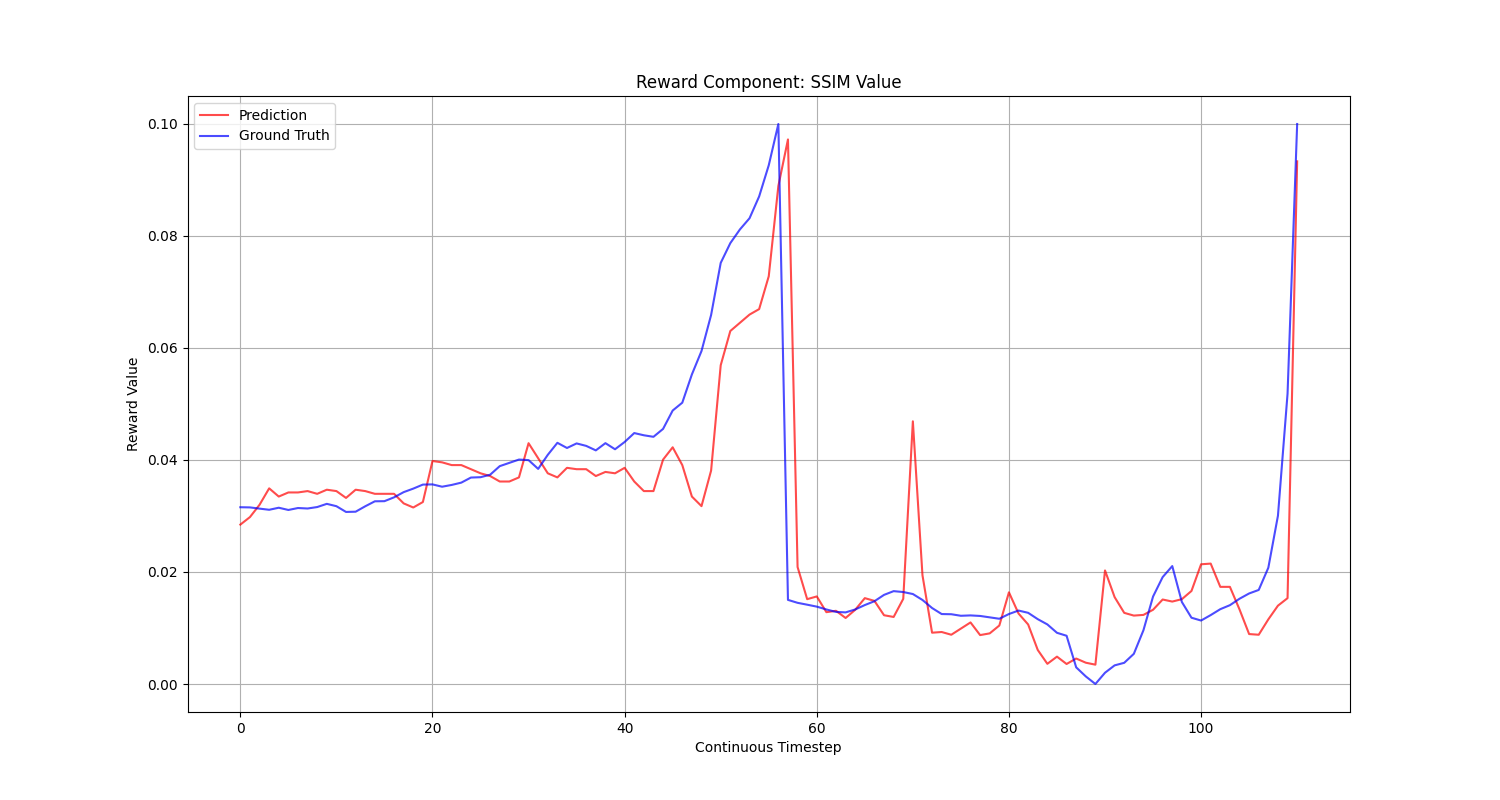 Reward Component: SSIM Value
Prediction
Ground Truth
0.10
0.08
0.06
0.04
0.02
0.00
Reward Value
0 20 40 60 80 100
Continuous Timestep